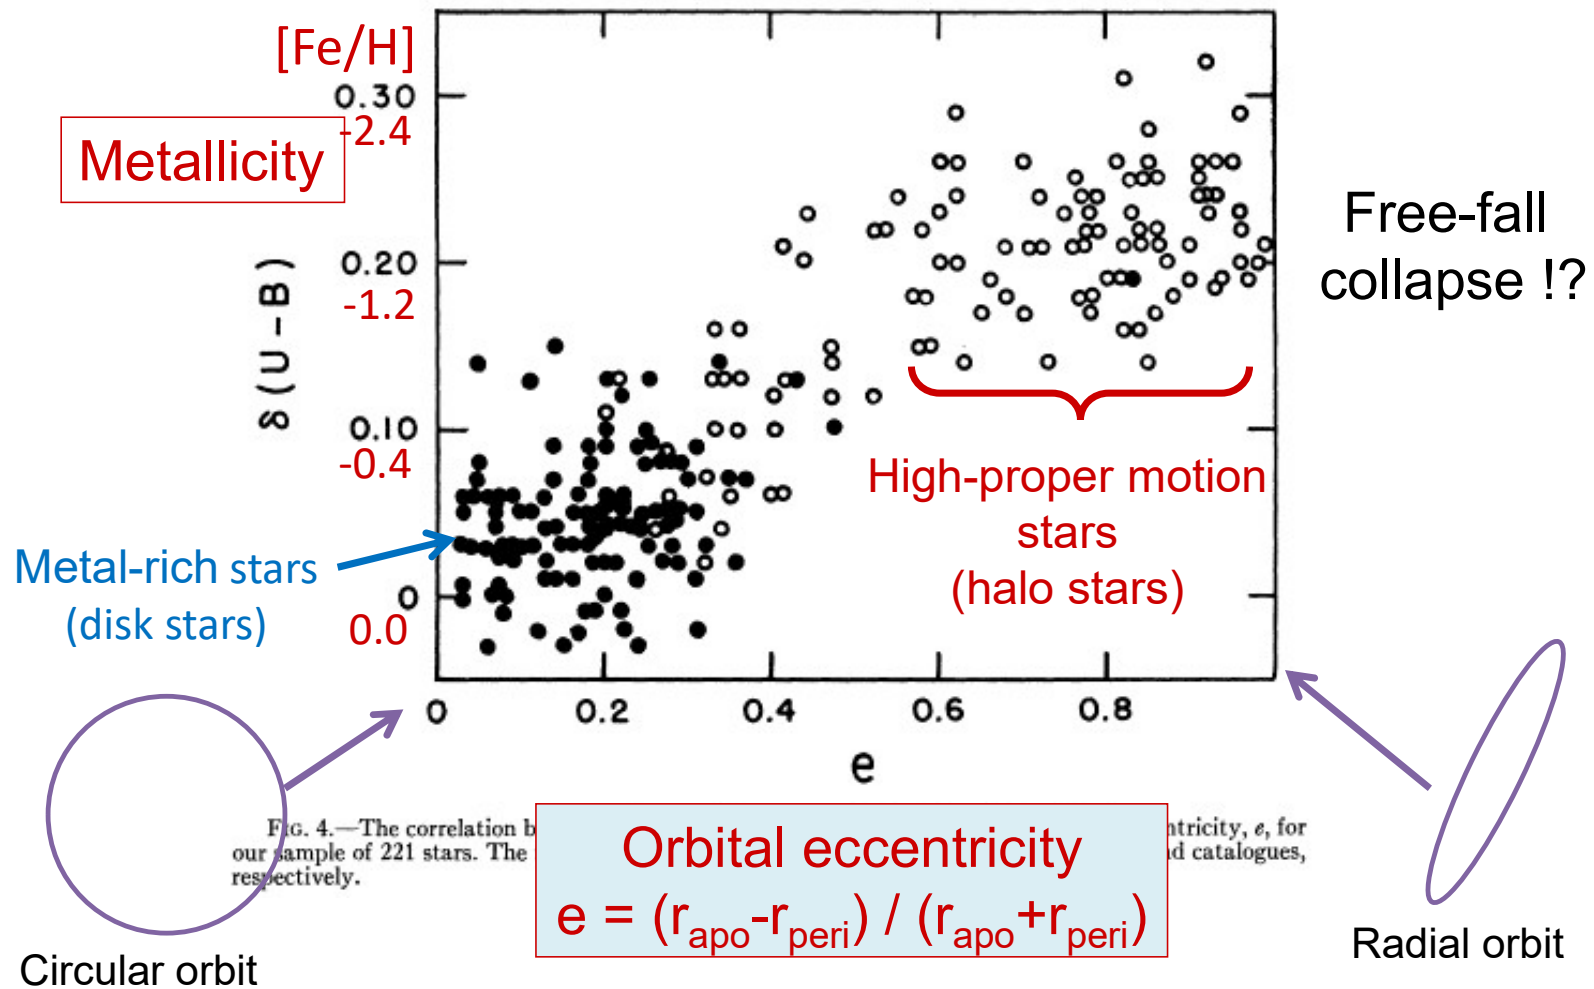 [Fe/H]
0.30
-2.4
Metallicity
Free-fall
collapse !?
0.20
-1.2
δ (U - B)
0.10
-0.4
High-proper motion
stars
(halo stars)
Metal-rich stars
(disk stars)
0
0.0
0 0.2 0.4 0.6 0.8
e
FIG. 4.—The correlation b ntricity, e, for
our sample of 221 stars. The d catalogues,
respectively.
Orbital eccentricity
e = (rapo-rperi) / (rapo+rperi)
Circular orbit
Radial orbit